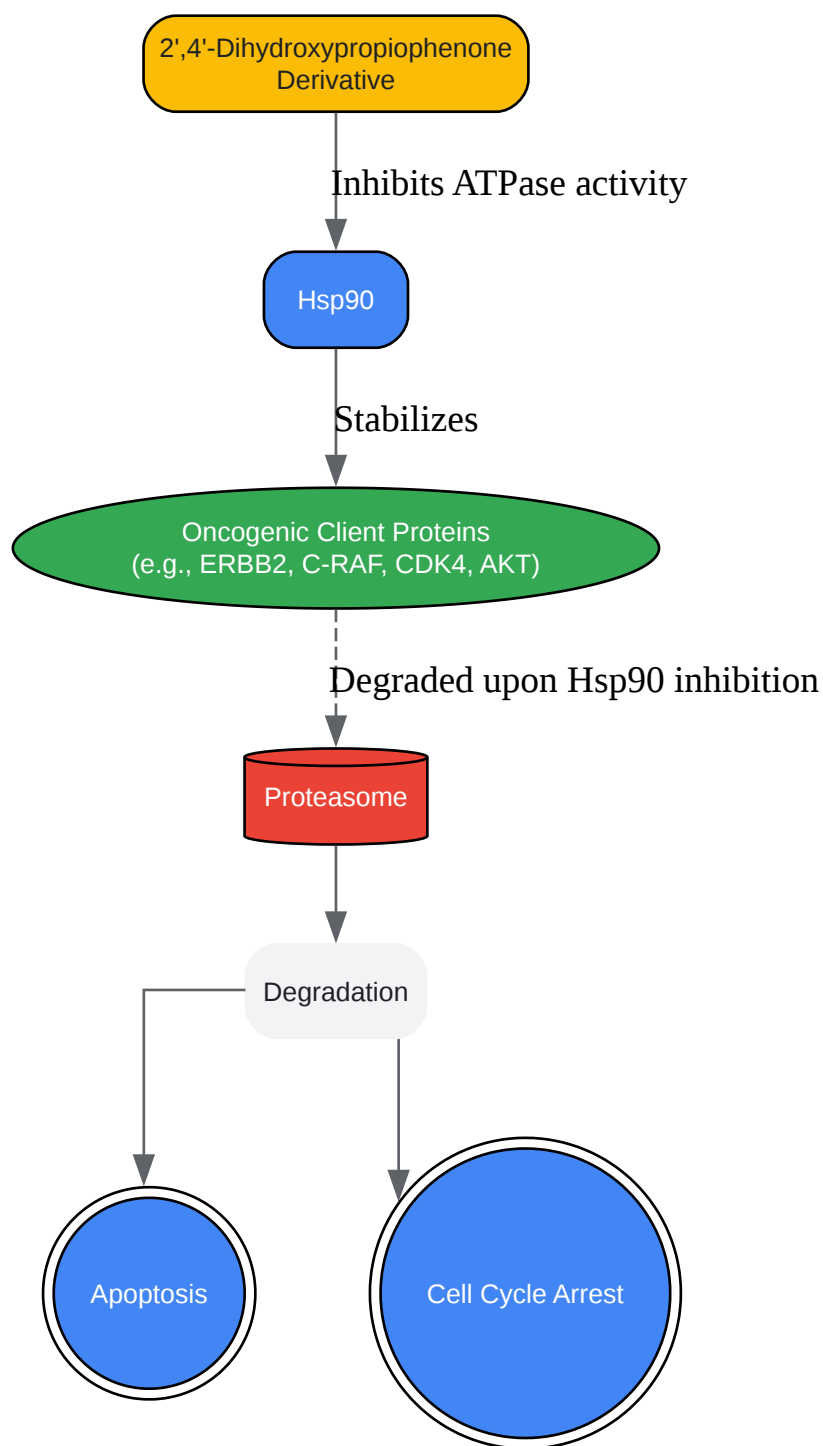 2',4'-Dihydroxypropiophenone
Derivative
Inhibits ATPase activity
Hsp90
Stabilizes
Oncogenic Client Proteins
(e.g., ERBB2, C-RAF, CDK4, AKT)
Degraded upon Hsp90 inhibition
Proteasome
Degradation
Apoptosis
Cell Cycle Arrest